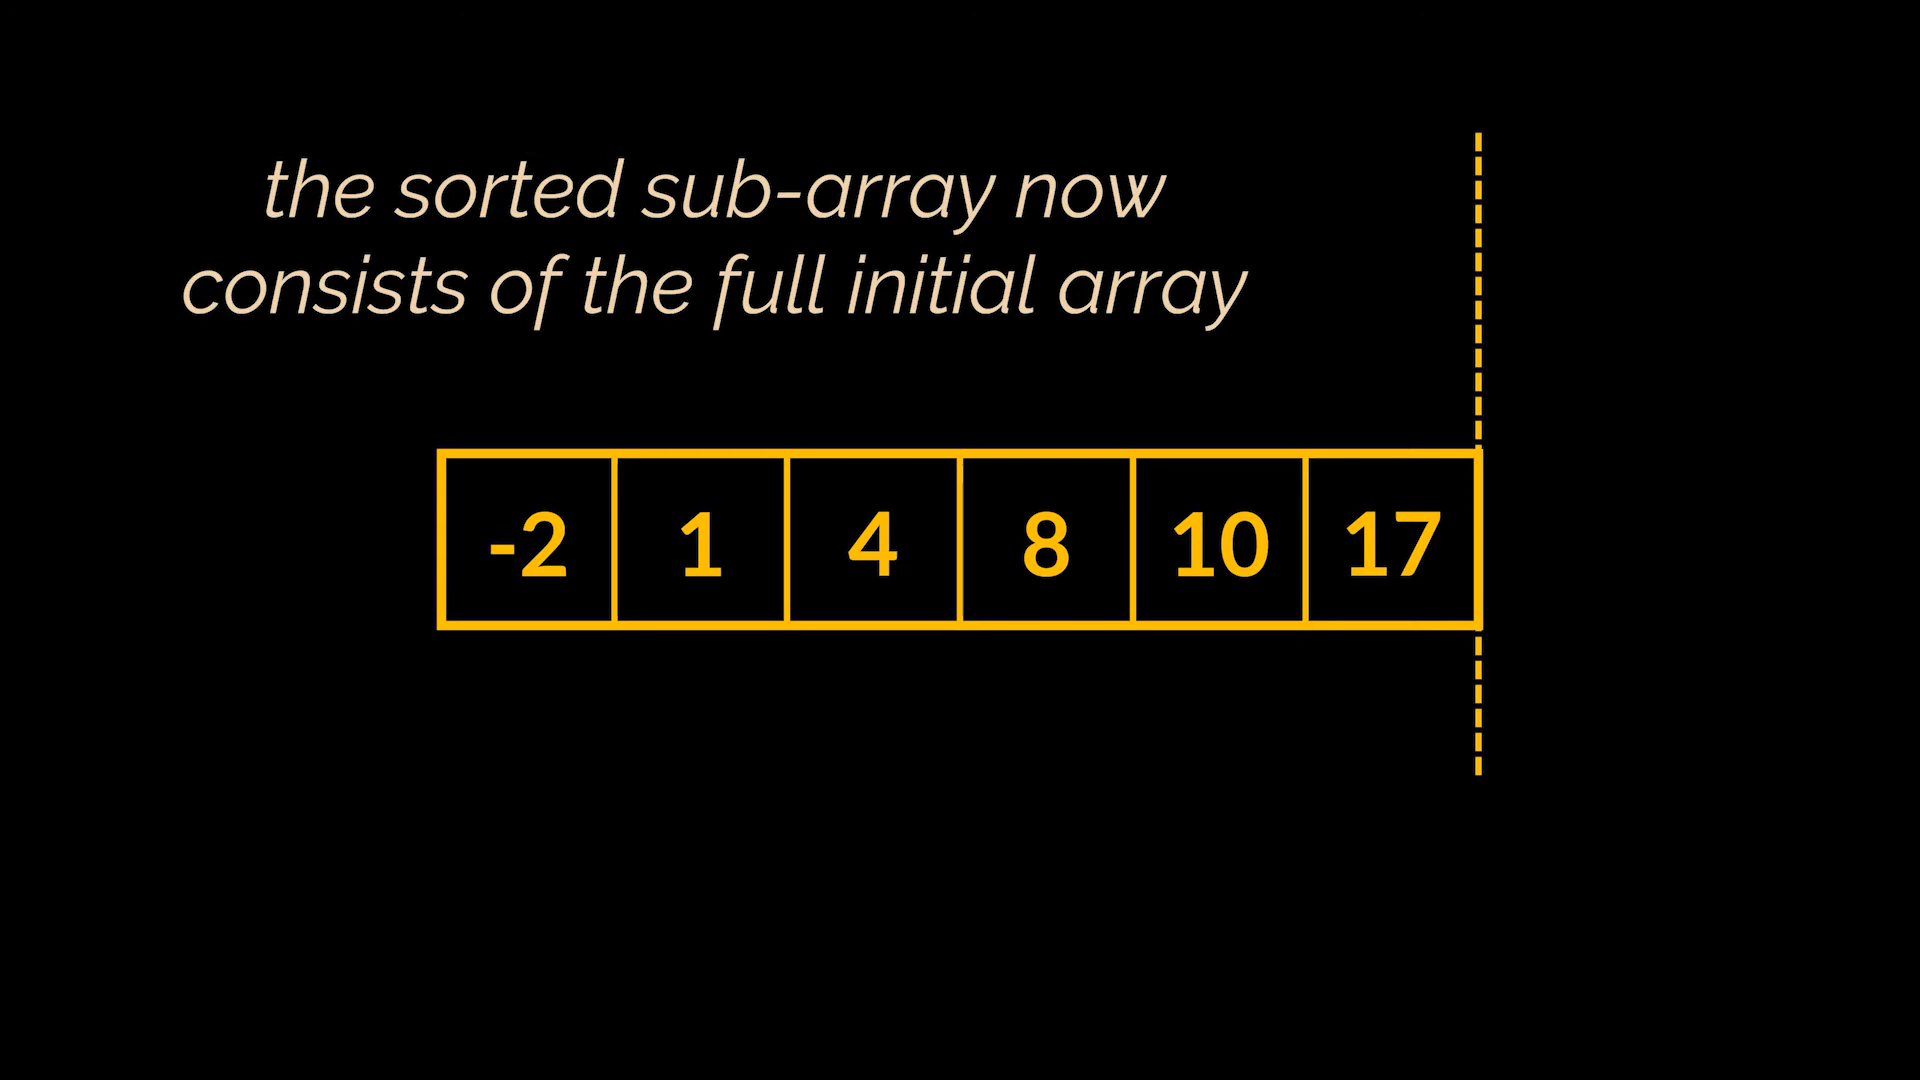 the sorted sub-array now
consists of the full initial array
-2 1 4 8 10 17